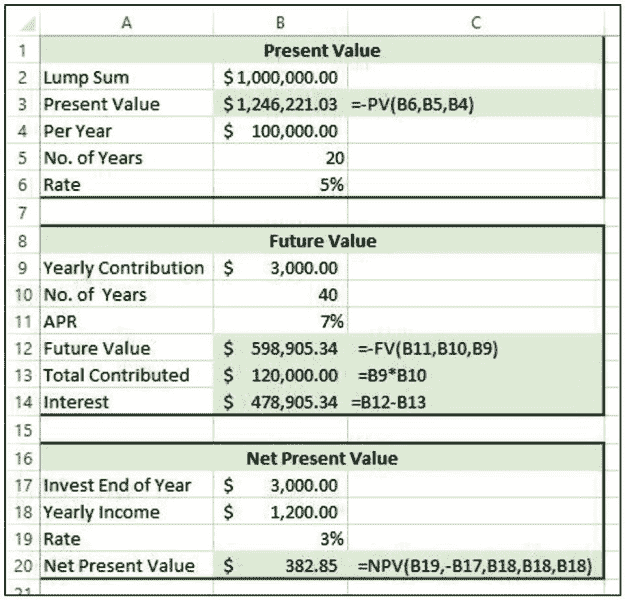 A B C
1 Present Value
2 Lump Sum $ 1,000,000.00
3 Present Value $ 1,246,221.03 =-PV(B6,B5,B4)
4 Per Year $ 100,000.00
5 No. of Years 20
6 Rate 5%
7
8 Future Value
9 Yearly Contribution $ 3,000.00
10 No. of Years 40
11 APR 7%
12 Future Value $ 598,905.34 =-FV(B11,B10,B9)
13 Total Contributed $ 120,000.00 =B9*B10
14 Interest $ 478,905.34 =B12-B13
15
16 Net Present Value
17 Invest End of Year $ 3,000.00
18 Yearly Income $ 1,200.00
19 Rate 3%
20 Net Present Value $ 382.85 =NPV(B19,-B17,B18,B18,B18)
21